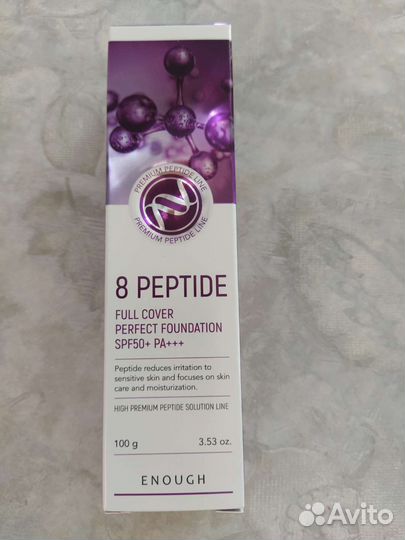 PREMIUM PEPTIDE LINE
PREMIUM PEPTIDE LINE
8 PEPTIDE
FULL COVER
PERFECT FOUNDATION
SPF50+ PA+++
Peptide reduces irritation to
sensitive skin and focuses on skin
care and moisturization.
HIGH PREMIUM PEPTIDE SOLUTION LINE
100 g 3.53 oz.
ENOUGH
Avito